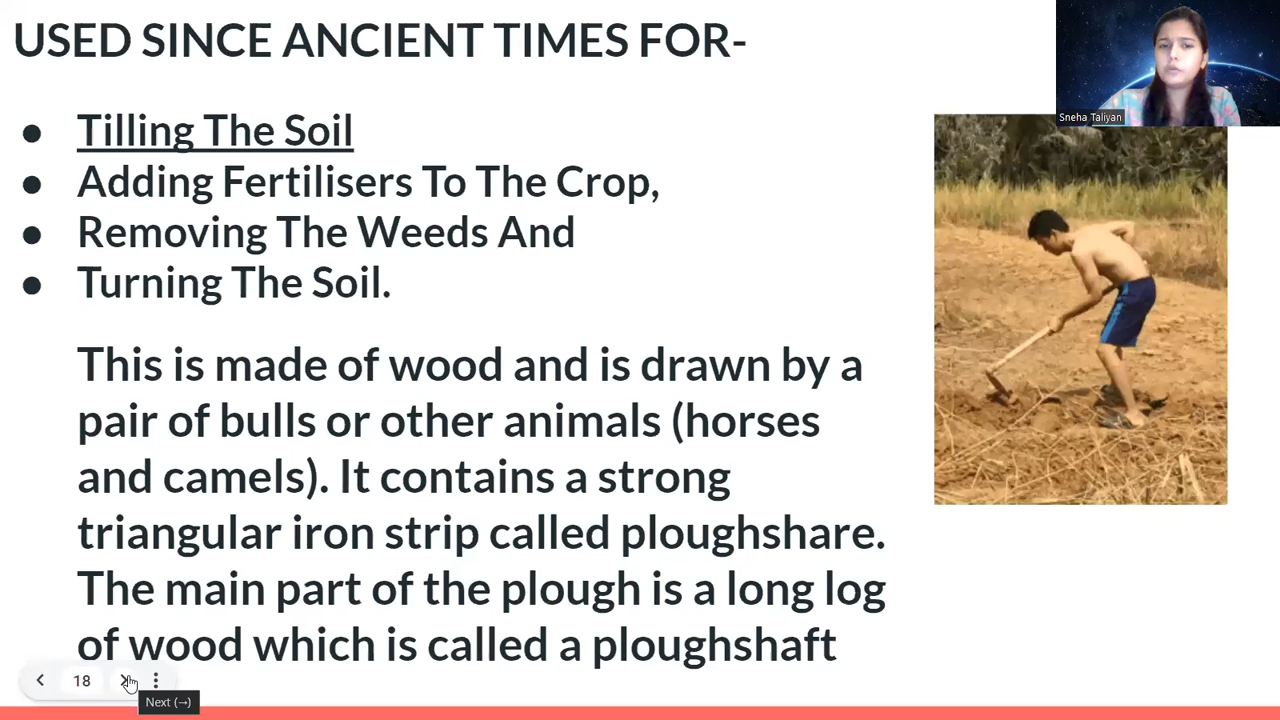 USED SINCE ANCIENT TIMES FOR-
Sneha Taliyan
● Tilling The Soil
● Adding Fertilisers To The Crop,
● Removing The Weeds And
● Turning The Soil.
This is made of wood and is drawn by a
pair of bulls or other animals (horses
and camels). It contains a strong
triangular iron strip called ploughshare.
The main part of the plough is a long log
of wood which is called a ploughshaft
18
Next (→)